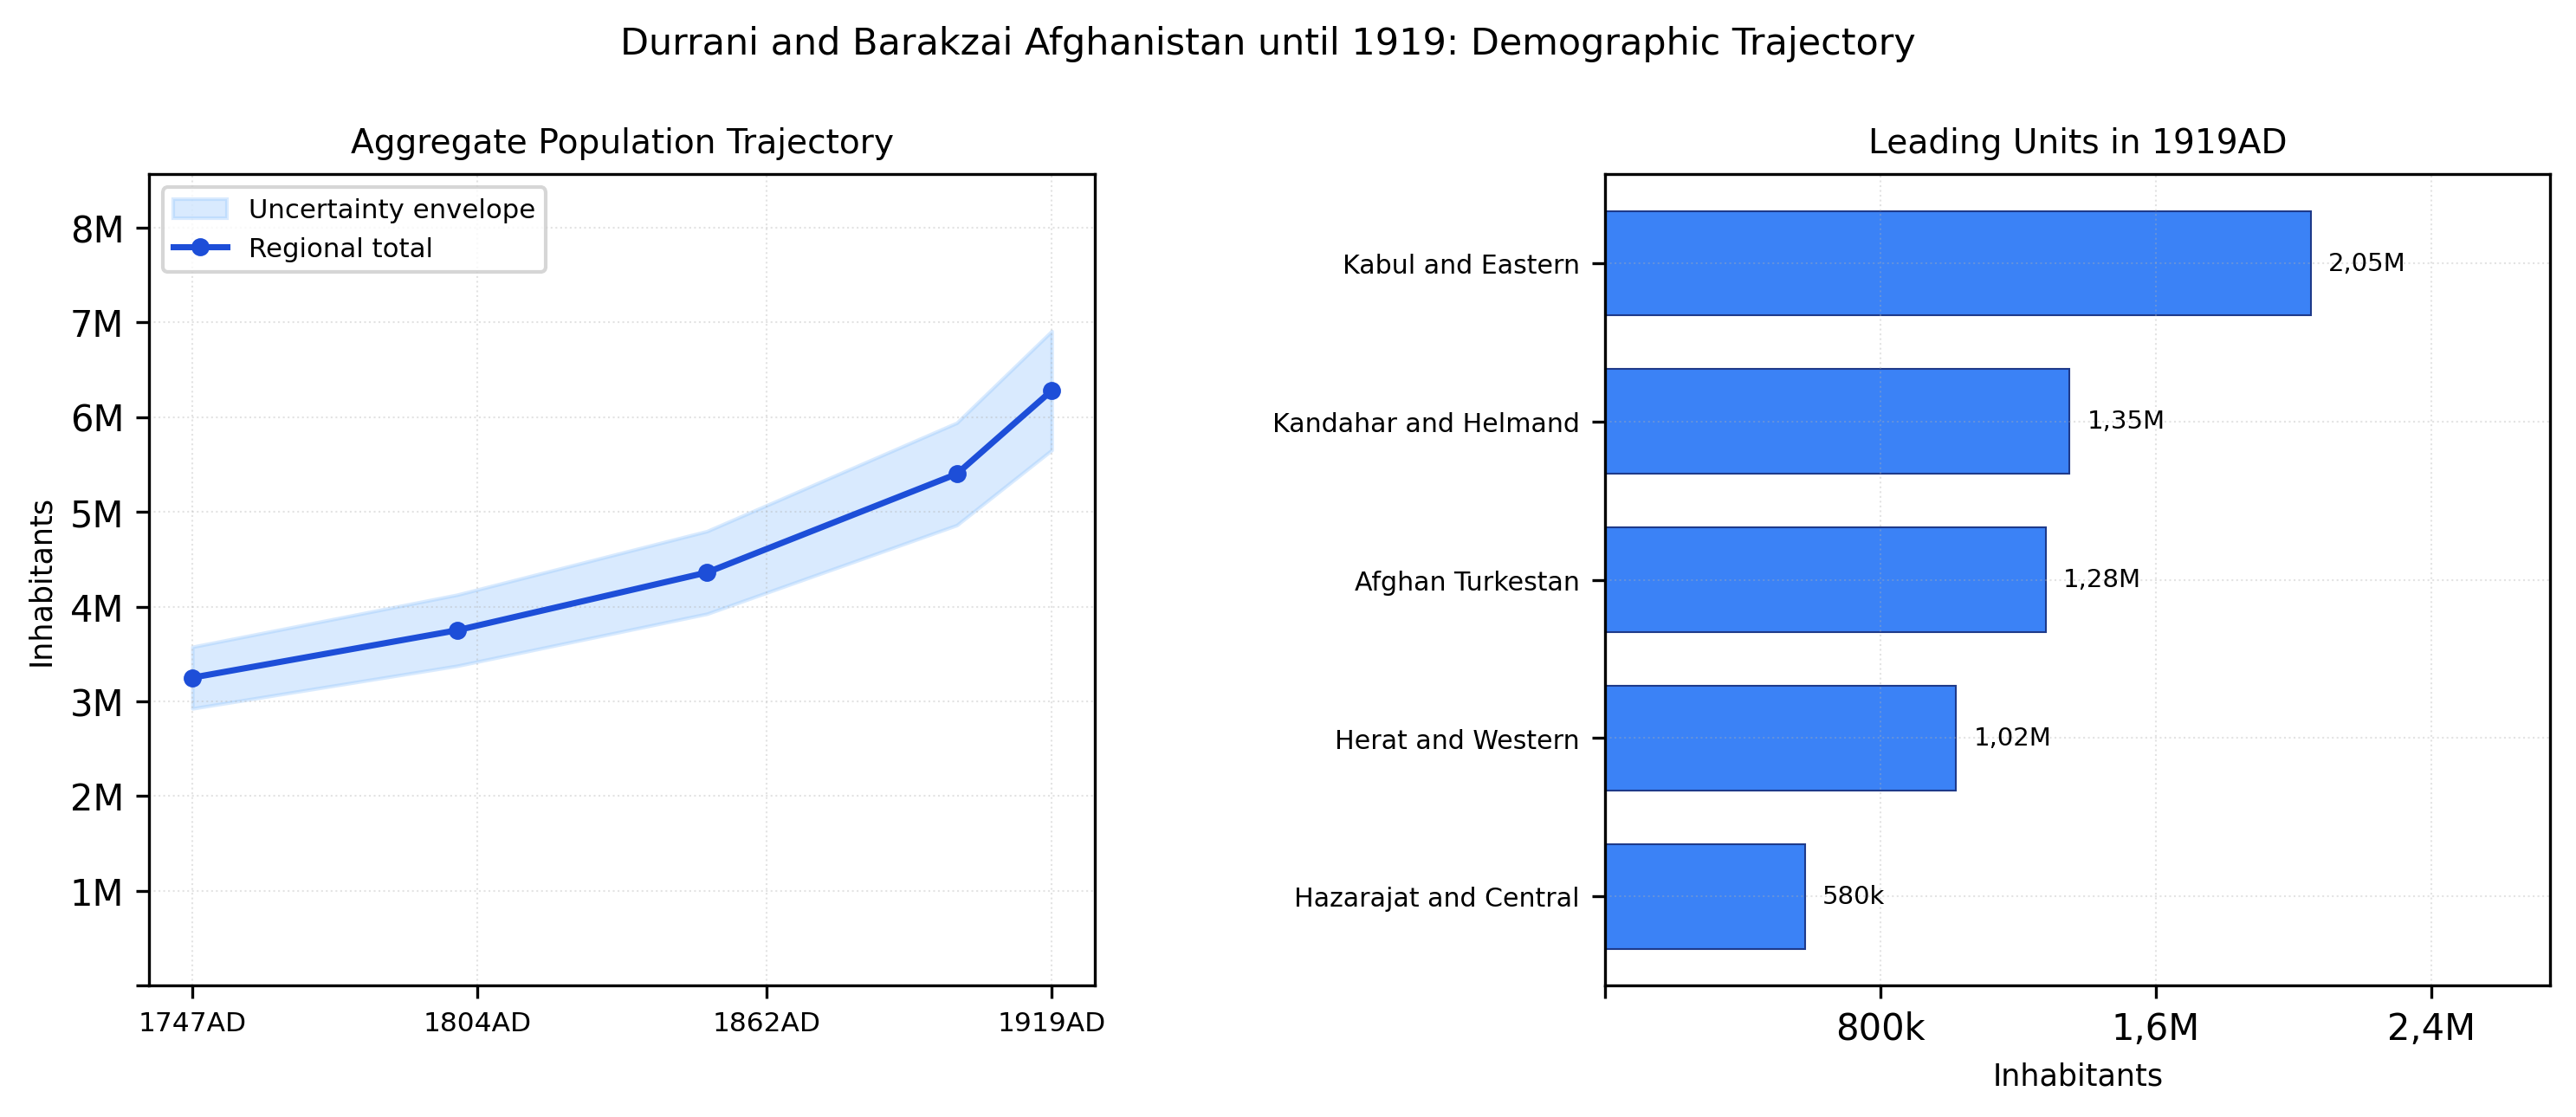 Durrani and Barakzai Afghanistan until 1919: Demographic Trajectory
Aggregate Population Trajectory
Uncertainty envelope
Regional total
8M
7M
6M
5M
4M
3M
2M
1M
Inhabitants
1747AD
1804AD
1862AD
1919AD
Leading Units in 1919AD
Kabul and Eastern
2,05M
Kandahar and Helmand
1,35M
Afghan Turkestan
1,28M
Herat and Western
1,02M
Hazarajat and Central
580k
800k
1,6M
2,4M
Inhabitants